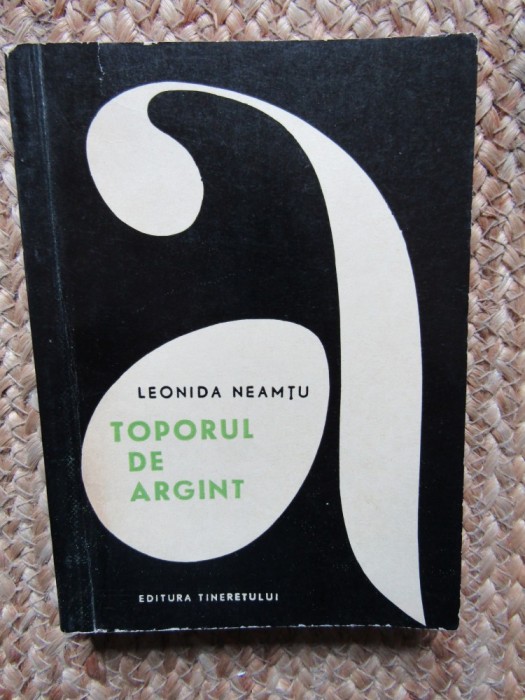 a
LEONIDA NEAMȚU
TOPORUL
DE
ARGINT
EDITURA TINERETULUI